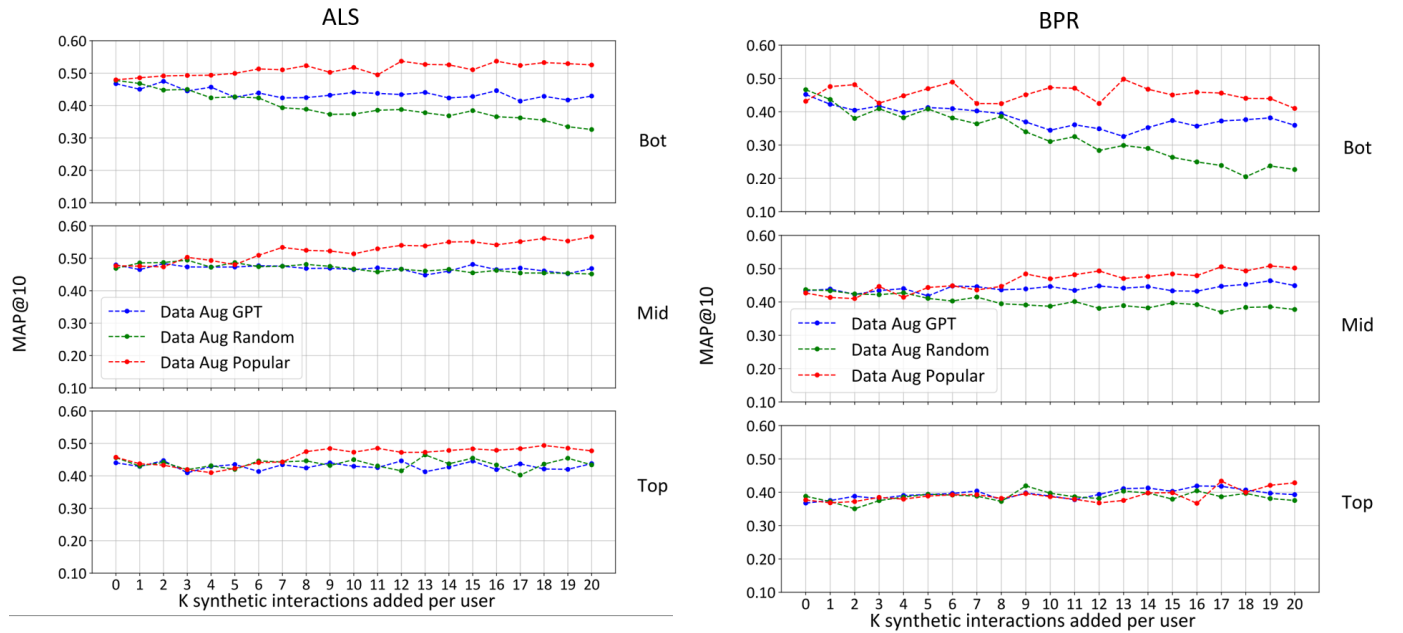 ALS
0.60
0.50
0.40
0.30
0.20
0.10
Bot
0.60
0.50
0.40
0.30
0.20
0.10
Data Aug GPT
Data Aug Random
Data Aug Popular
Mid
MAP@10
0.60
0.50
0.40
0.30
0.20
0.10
Top
0 1 2 3 4 5 6 7 8 9 10 11 12 13 14 15 16 17 18 19 20
K synthetic interactions added per user
BPR
0.60
0.50
0.40
0.30
0.20
0.10
Bot
0.60
0.50
0.40
0.30
0.20
0.10
Data Aug GPT
Data Aug Random
Data Aug Popular
Mid
MAP@10
0.60
0.50
0.40
0.30
0.20
0.10
Top
0 1 2 3 4 5 6 7 8 9 10 11 12 13 14 15 16 17 18 19 20
K synthetic interactions added per user